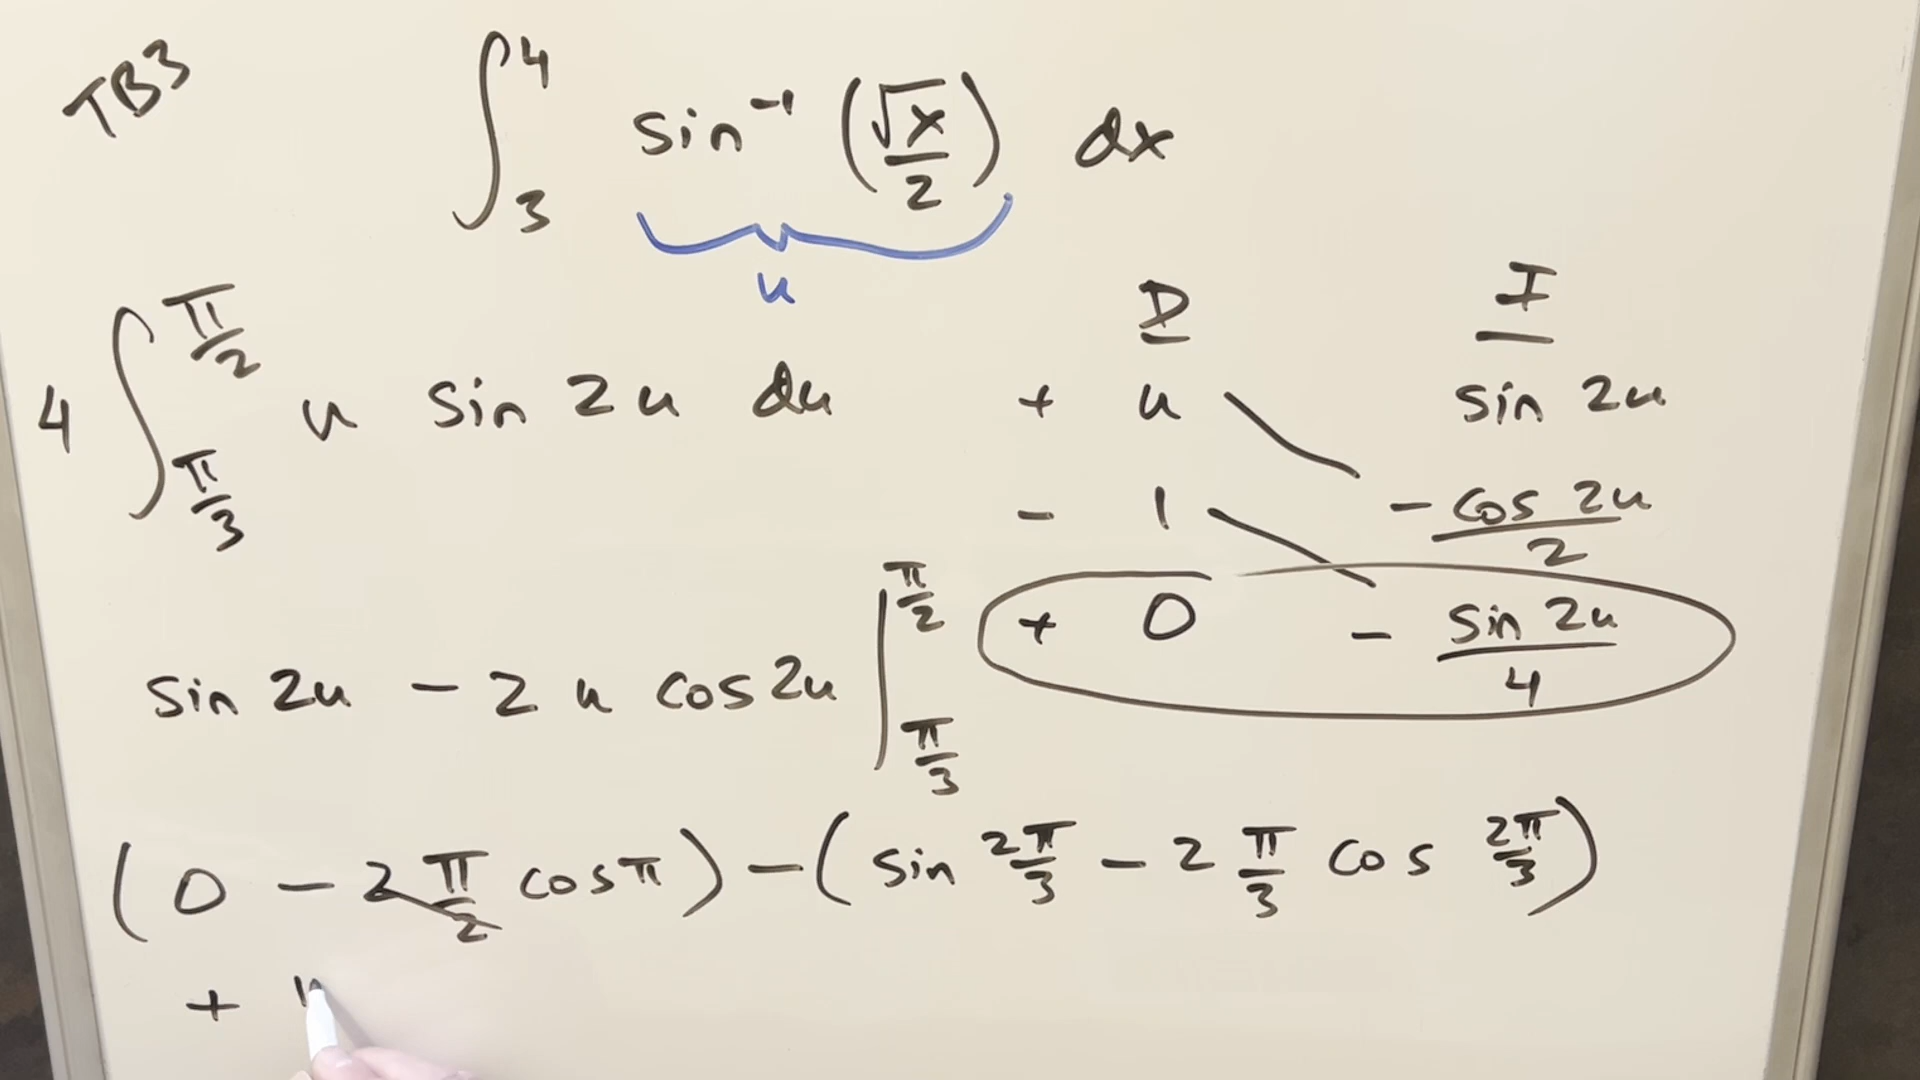 TB3
∫₃⁴ sin⁻¹ (√x/2) dx
u
D I
4 ∫_{π/3}^{π/2} u sin 2u du
+ u sin 2u
- 1 - cos 2u/2
+ 0 - sin 2u/4
sin 2u - 2 u cos 2u |_{π/3}^{π/2}
(0 - 2 π/2 cos π) - (sin 2π/3 - 2 π/3 cos 2π/3)
+